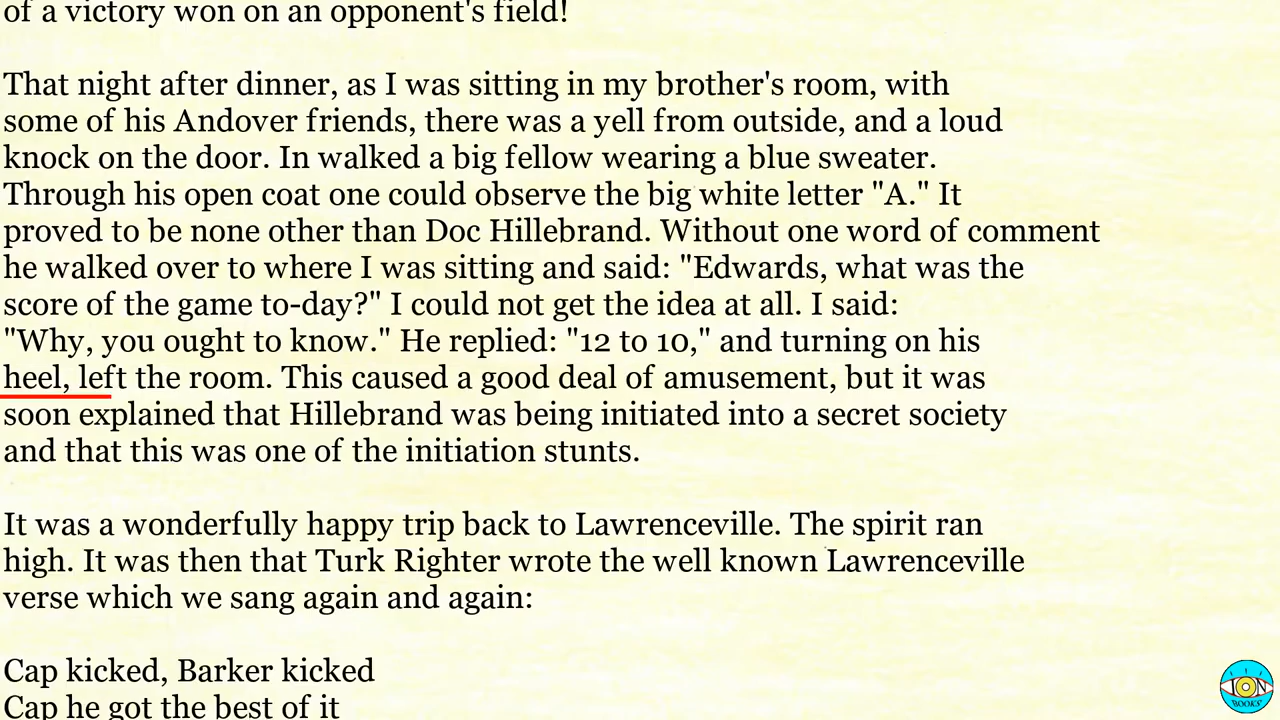 of a victory won on an opponent's field!
That night after dinner, as I was sitting in my brother's room, with
some of his Andover friends, there was a yell from outside, and a loud
knock on the door. In walked a big fellow wearing a blue sweater.
Through his open coat one could observe the big white letter "A." It
proved to be none other than Doc Hillebrand. Without one word of comment
he walked over to where I was sitting and said: "Edwards, what was the
score of the game to-day?" I could not get the idea at all. I said:
"Why, you ought to know." He replied: "12 to 10," and turning on his
heel, left the room. This caused a good deal of amusement, but it was
soon explained that Hillebrand was being initiated into a secret society
and that this was one of the initiation stunts.
It was a wonderfully happy trip back to Lawrenceville. The spirit ran
high. It was then that Turk Righter wrote the well known Lawrenceville
verse which we sang again and again:
Cap kicked, Barker kicked
Cap he got the best of it
ION
BOOKS